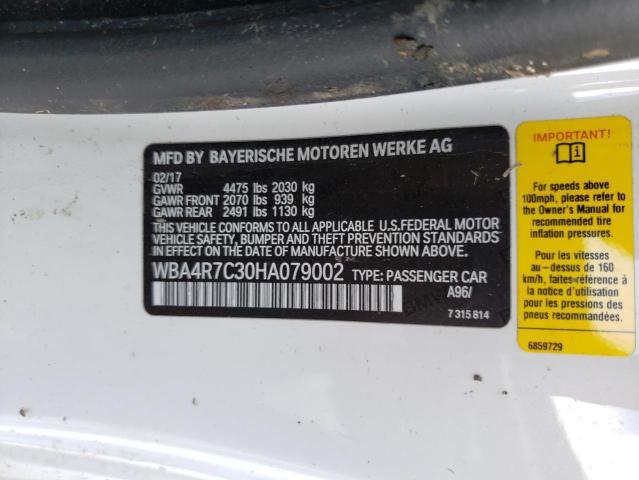 MFD BY BAYERISCHE MOTOREN WERKE AG
02/17
GVWR 4475 lbs 2030 kg
GAWR FRONT 2070 lbs 939 kg
GAWR REAR 2491 lbs 1130 kg
THIS VEHICLE CONFORMS TO ALL APPLICABLE U.S.FEDERAL MOTOR
VEHICLE SAFETY, BUMPER AND THEFT PREVENTION STANDARDS
IN EFFECT ON THE DATE OF MANUFACTURE SHOWN ABOVE.
WBA4R7C30HA079002 TYPE: PASSENGER CAR
A96/
7 315 814
IMPORTANT!
For speeds above
100mph, please refer to
the Owner's Manual for
recommended tire
inflation pressures.
Pour les vitesses
au-dessus de 160
km/h, faites-référence à
la notice d'utilisation
pour les pressions des
pneus recommandées.
6859729